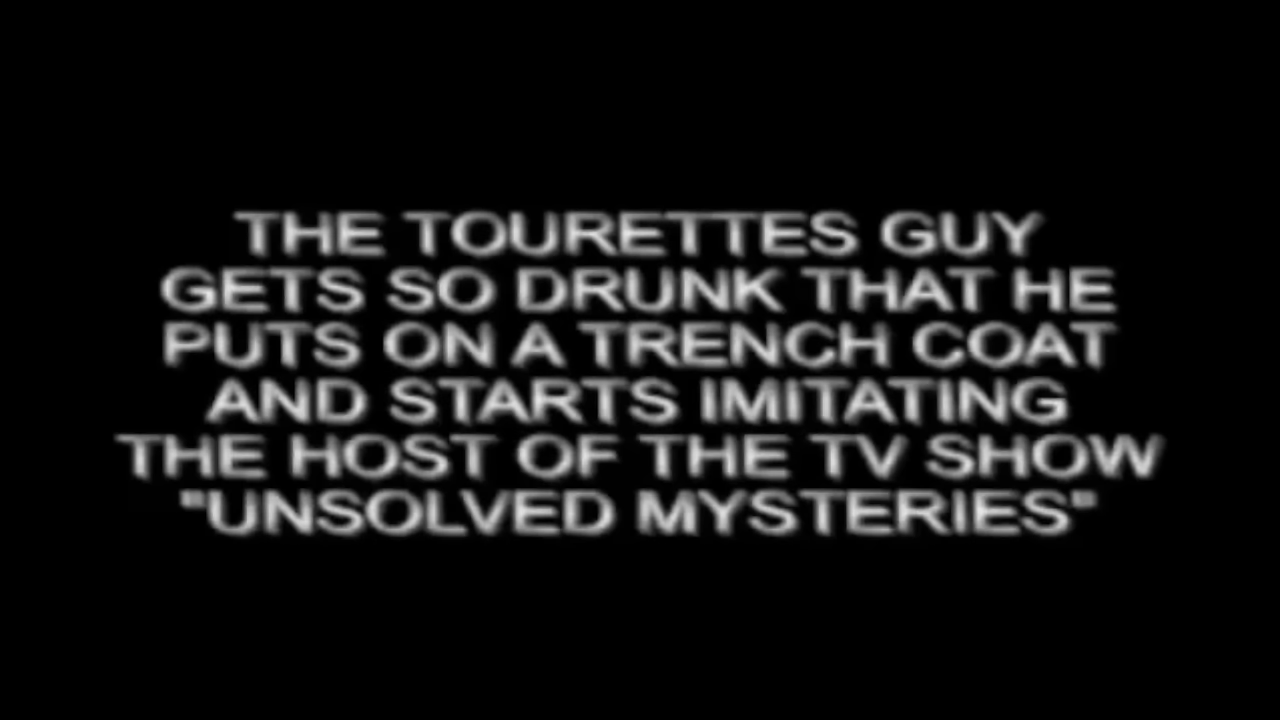 THE TOURETTES GUY
GETS SO DRUNK THAT HE
PUTS ON A TRENCH COAT
AND STARTS IMITATING
THE HOST OF THE TV SHOW
"UNSOLVED MYSTERIES"